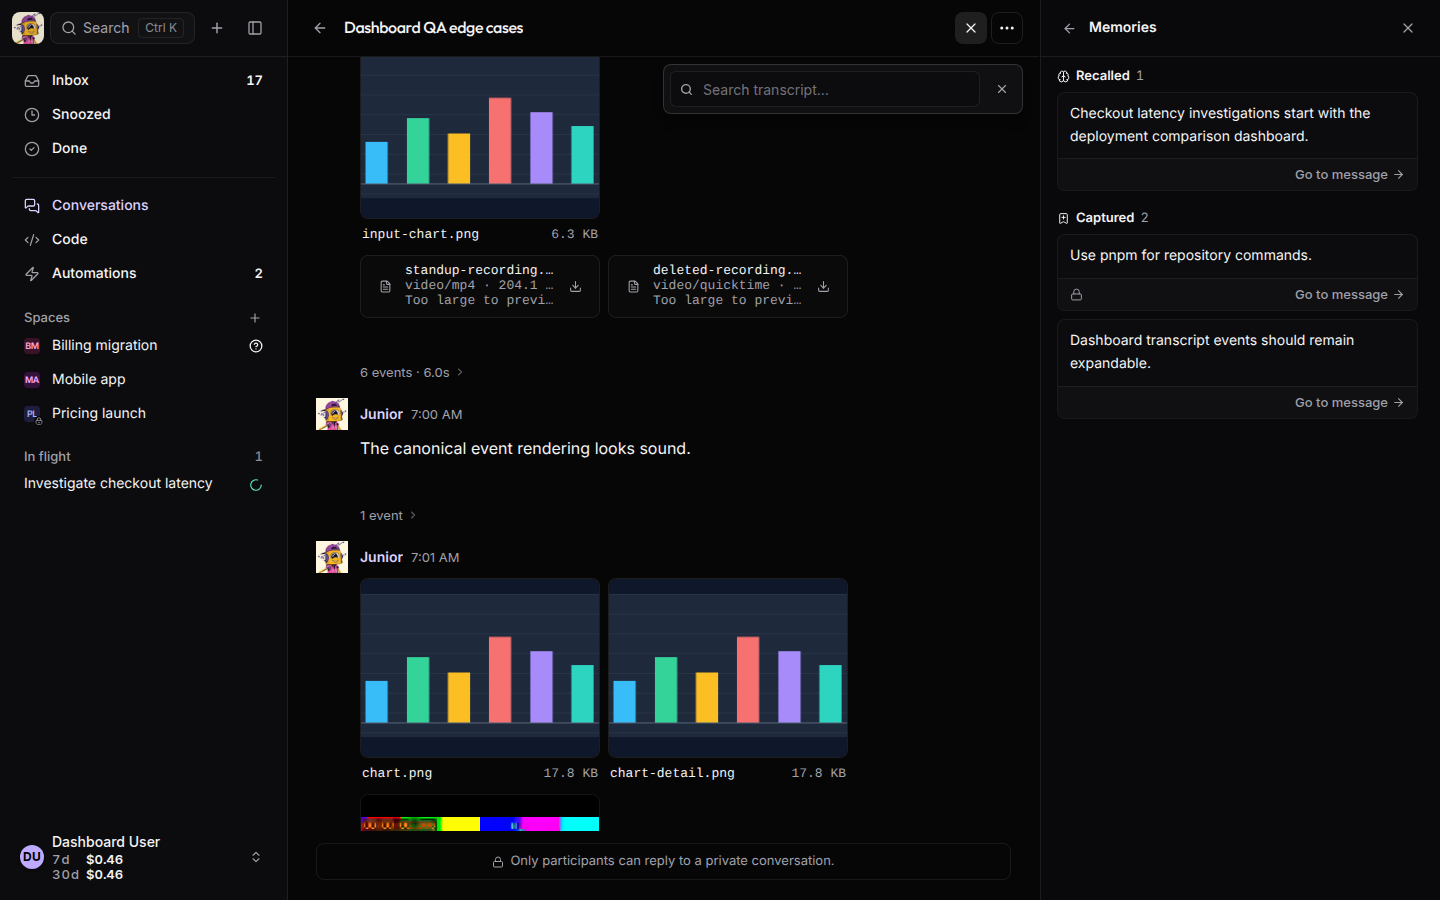 Search Ctrl K
Inbox 17
Snoozed
Done
Conversations
Code
Automations 2
Spaces
BM Billing migration
MA Mobile app
PL Pricing launch
In flight 1
Investigate checkout latency
DU Dashboard User
7d $0.46
30d $0.46
Dashboard QA edge cases
Search transcript...
input-chart.png 6.3 KB
standup-recording.…
video/mp4 · 204.1 …
Too large to previ…
deleted-recording.…
video/quicktime · …
Too large to previ…
6 events · 6.0s
Junior 7:00 AM
The canonical event rendering looks sound.
1 event
Junior 7:01 AM
chart.png 17.8 KB
chart-detail.png 17.8 KB
Only participants can reply to a private conversation.
Memories
Recalled 1
Checkout latency investigations start with the
deployment comparison dashboard.
Go to message
Captured 2
Use pnpm for repository commands.
Go to message
Dashboard transcript events should remain
expandable.
Go to message